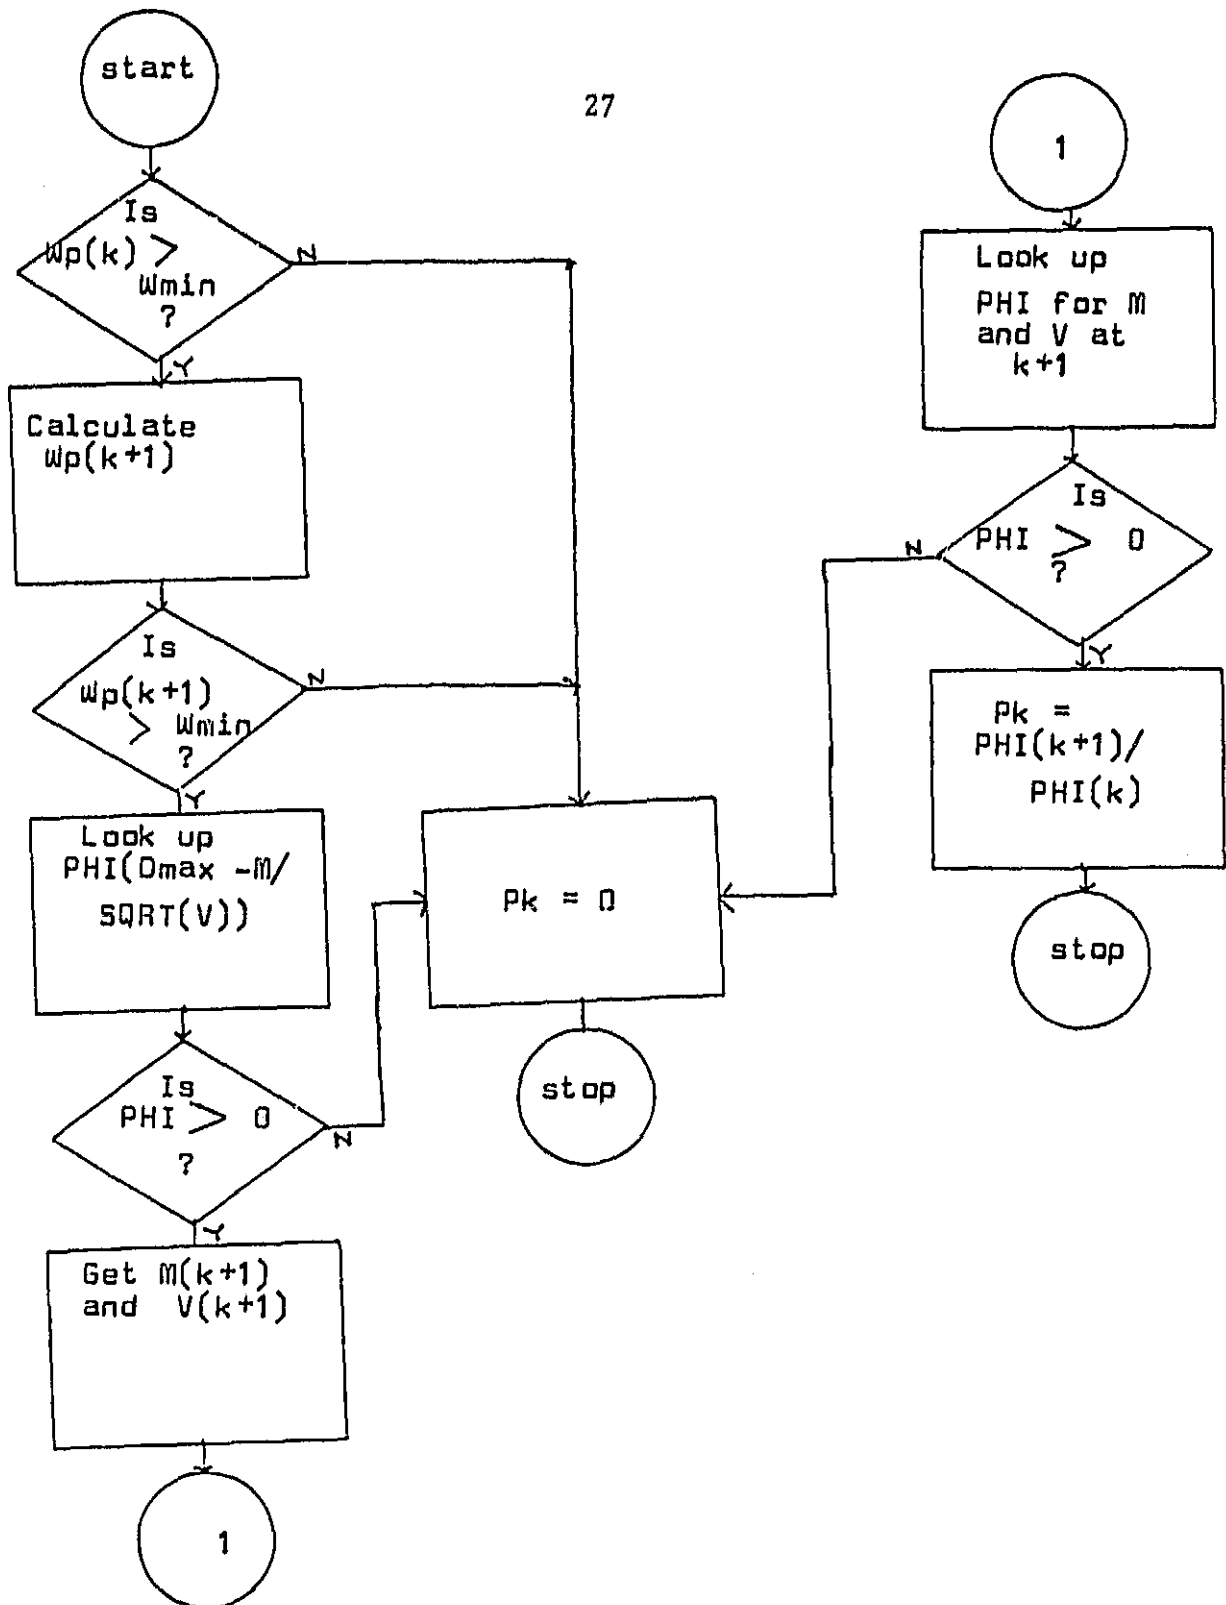 27
start
Is
Wp(k) >
Wmin
?
N
Y
Calculate
Wp(k+1)
Is
Wp(k+1)
> Wmin
?
N
Y
Look up
PHI(Dmax -M/
SQRT(V))
Is
PHI > 0
?
N
Y
Get M(k+1)
and V(k+1)
1
Pk = 0
stop
1
Look up
PHI for M
and V at
k+1
Is
PHI > 0
?
N
Y
Pk =
PHI(k+1)/
PHI(k)
stop